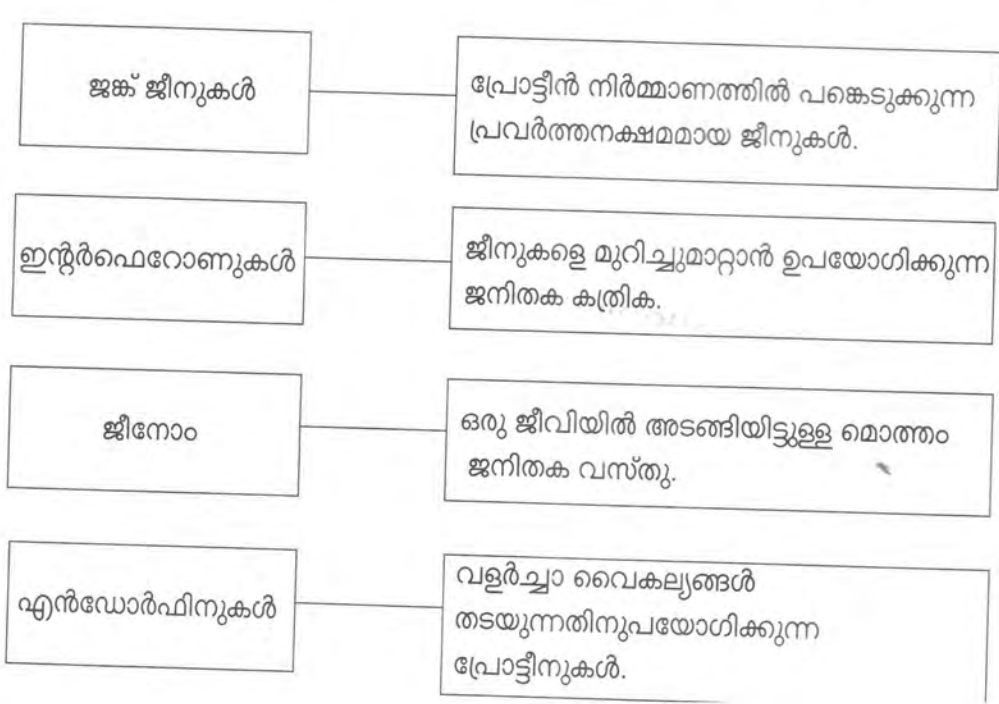 ജങ്ക് ജീനുകൾ
പ്രോട്ടീൻ നിർമ്മാണത്തിൽ പങ്കെടുക്കുന്ന
പ്രവർത്തനക്ഷമമായ ജീനുകൾ.
ഇന്റർഫെറോണുകൾ
ജീനുകളെ മുറിച്ചുമാറ്റാൻ ഉപയോഗിക്കുന്ന
ജനിതക കത്രിക.
ജീനോം
ഒരു ജീവിയിൽ അടങ്ങിയിട്ടുള്ള മൊത്തം
ജനിതക വസ്തു.
എൻഡോർഫിനുകൾ
വളർച്ചാ വൈകല്യങ്ങൾ
തടയുന്നതിനുപയോഗിക്കുന്ന
പ്രോട്ടീനുകൾ.